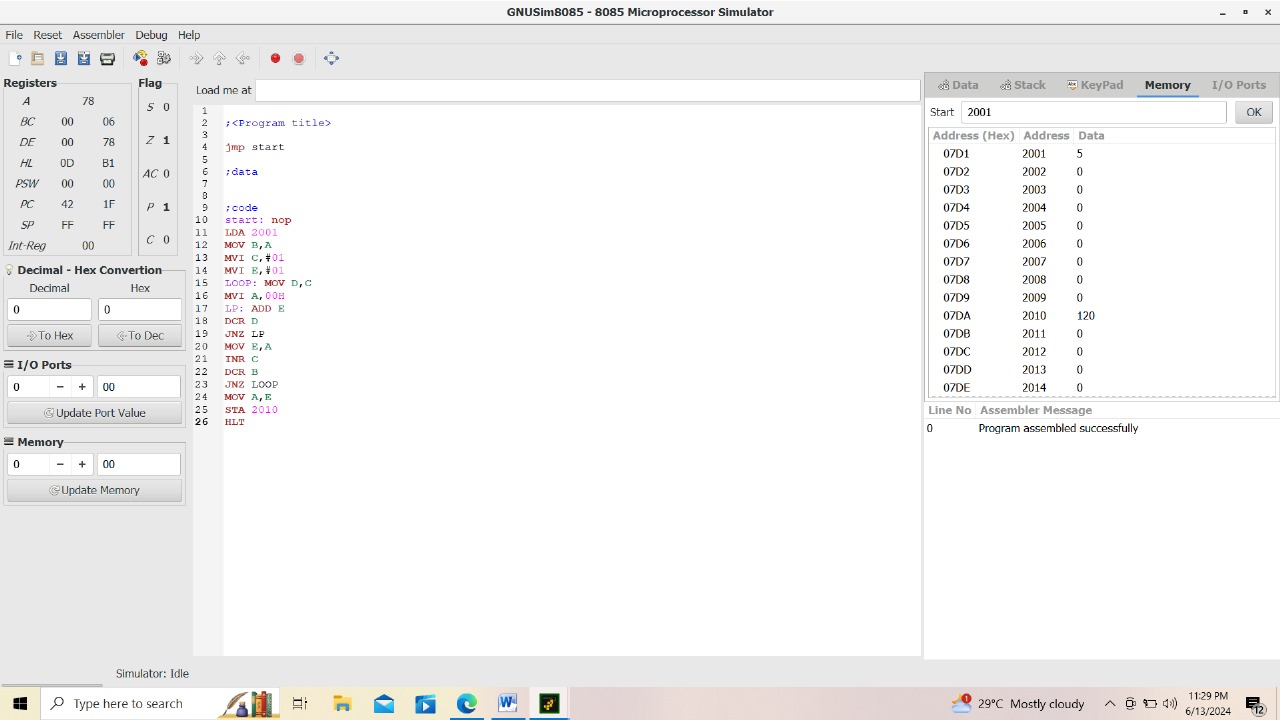 GNUSim8085 - 8085 Microprocessor Simulator
File Reset Assembler Debug Help
Registers
Flag
A 78
BC 00 06
DE 00 78
HL 0D B1
PSW 00 00
PC 42 1F
SP FF FF
Int-Reg 00
S 0
Z 1
AC 0
P 1
C 0
Decimal - Hex Convertion
Decimal Hex
0 0
To Hex To Dec
I/O Ports
0 − + 00
Update Port Value
Memory
0 − + 00
Update Memory
Load me at
1
2 ;<Program title>
3
4 jmp start
5
6 ;data
7
8
9 ;code
10 start: nop
11 LDA 2001
12 MOV B,A
13 MVI C,#01
14 MVI E,#01
15 LOOP: MOV D,C
16 MVI A,00H
17 LP: ADD E
18 DCR D
19 JNZ LP
20 MOV E,A
21 INR C
22 DCR B
23 JNZ LOOP
24 MOV A,E
25 STA 2010
26 HLT
Data Stack KeyPad Memory I/O Ports
Start 2001 OK
Address (Hex) Address Data
07D1 2001 5
07D2 2002 0
07D3 2003 0
07D4 2004 0
07D5 2005 0
07D6 2006 0
07D7 2007 0
07D8 2008 0
07D9 2009 0
07DA 2010 120
07DB 2011 0
07DC 2012 0
07DD 2013 0
07DE 2014 0
Line No Assembler Message
0 Program assembled successfully
Simulator: Idle
Type here to search
29°C Mostly cloudy
11:29 PM
6/13/2024
12